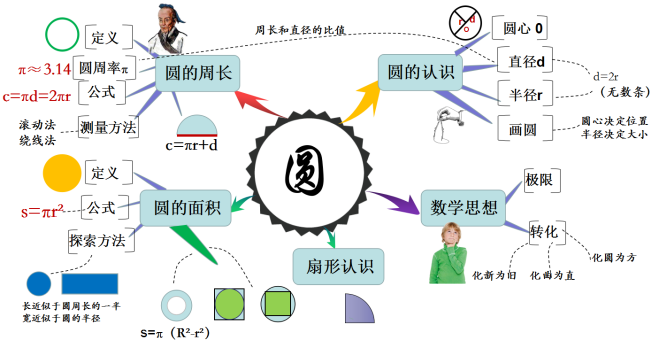 圆
圆的周长
定义
圆周率π
π≈3.14
公式
c=πd=2πr
测量方法
滚动法
绕线法
c=πr+d
周长和直径的比值
圆的认识
r
d
o
圆心 0
直径d
半径r
d=2r
(无数条)
画圆
圆心决定位置
半径决定大小
圆的面积
定义
公式
s=πr²
探索方法
长近似于圆周长的一半
宽近似于圆的半径
s=π（R²-r²）
扇形认识
数学思想
极限
转化
化新为旧
化曲为直
化圆为方